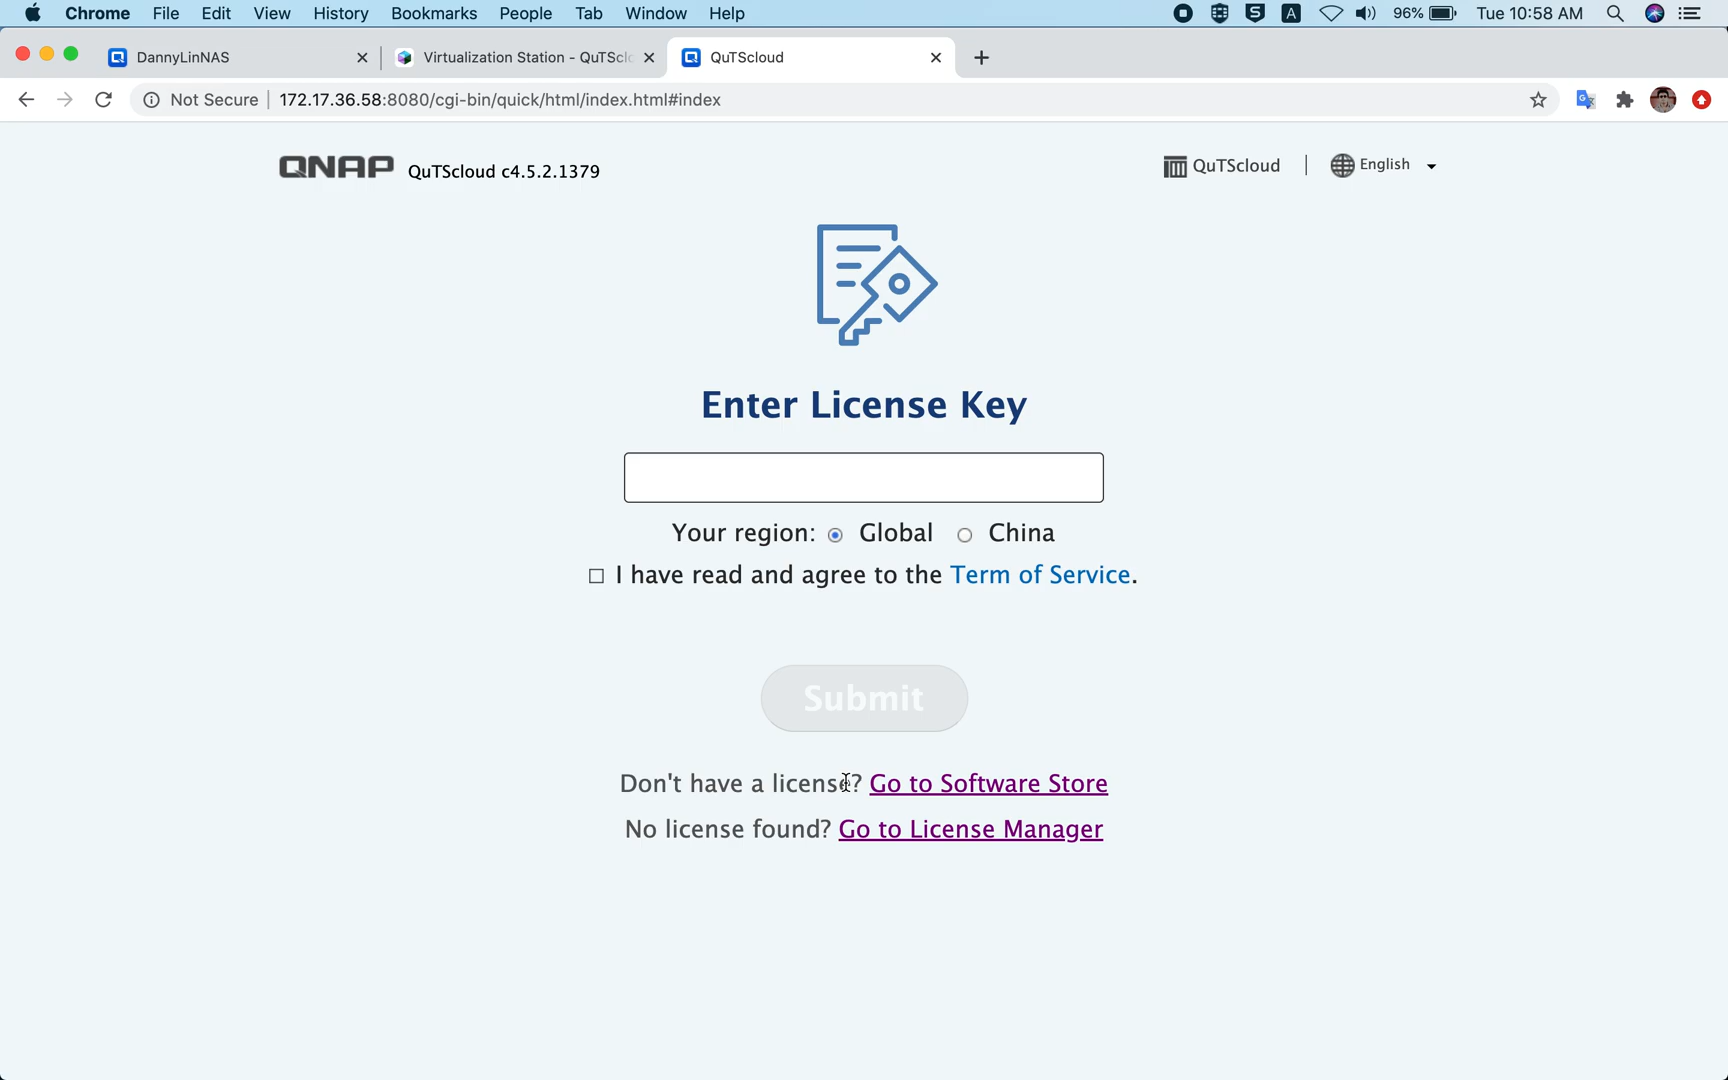 Chrome File Edit View History Bookmarks People Tab Window Help 96% Tue 10:58 AM
DannyLinNAS Virtualization Station - QuTSclo QuTScloud
Not Secure 172.17.36.58:8080/cgi-bin/quick/html/index.html#index
QNAP QuTScloud c4.5.2.1379 QuTScloud English
Enter License Key
Your region: Global China
I have read and agree to the Term of Service.
Submit
Don't have a license? Go to Software Store
No license found? Go to License Manager